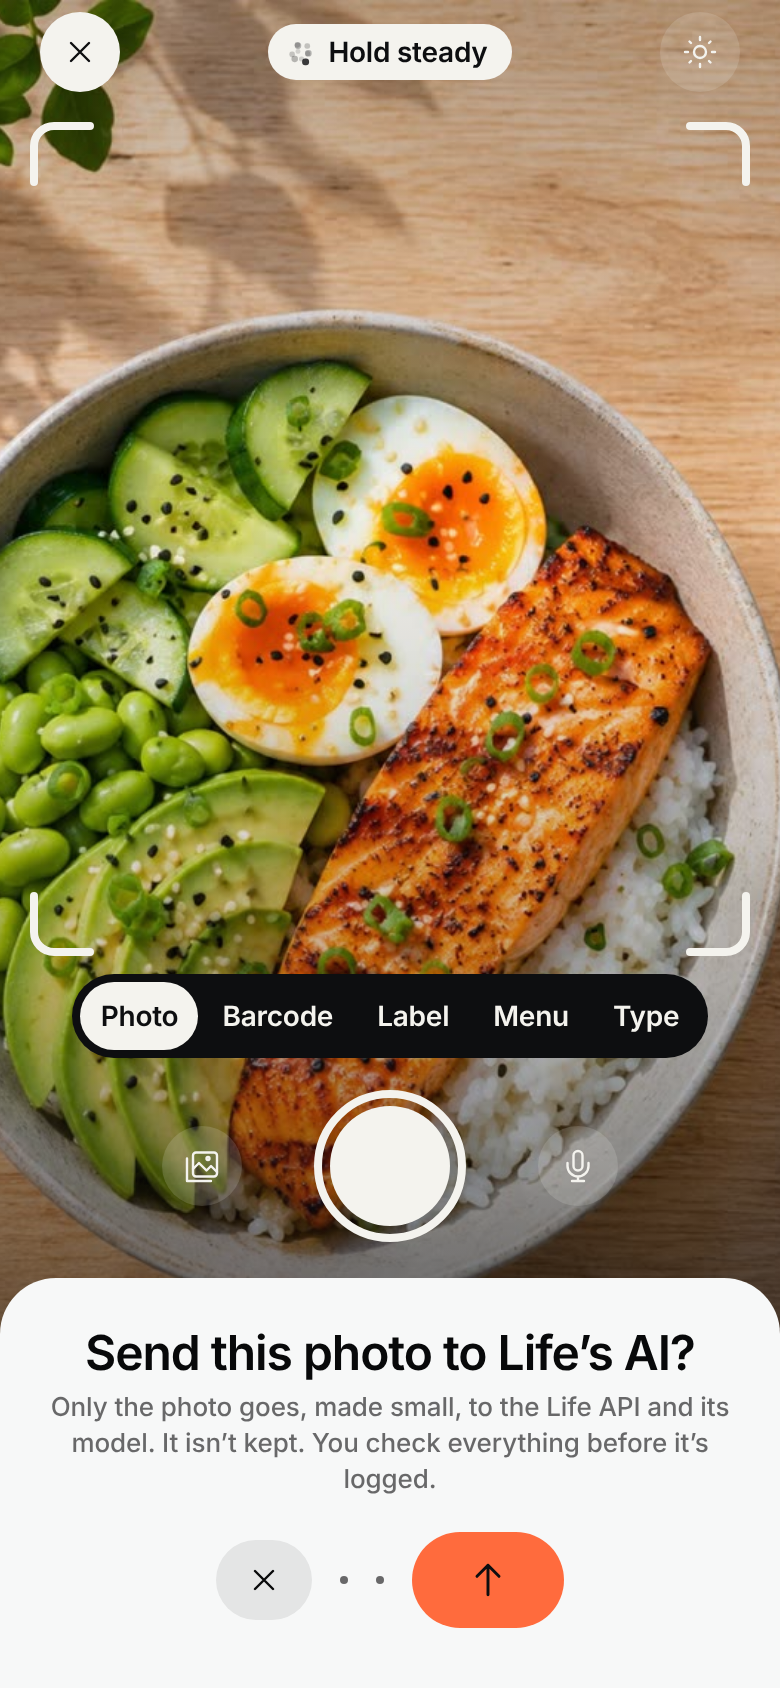 Hold steady
Photo Barcode Label Menu Type
Send this photo to Life’s AI?
Only the photo goes, made small, to the Life API and its
model. It isn’t kept. You check everything before it’s
logged.